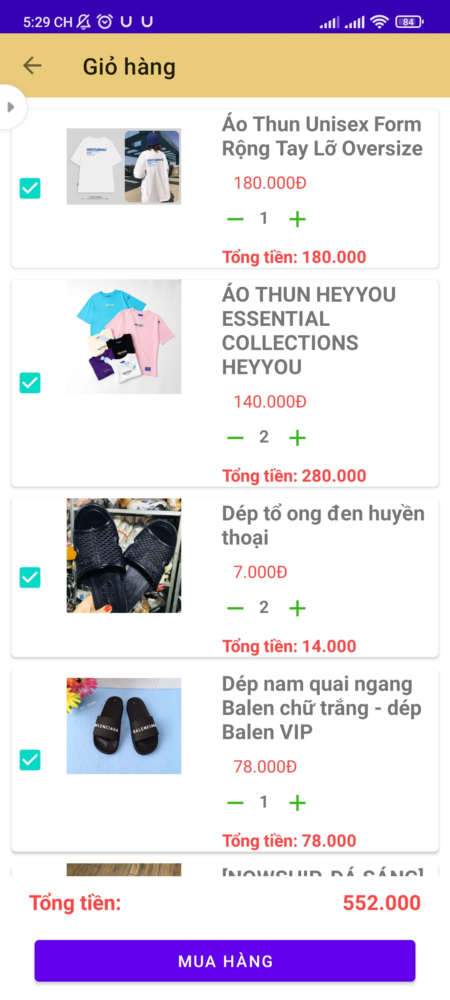 5:29 CH
84
Giỏ hàng
NOCTURNAL
NOCTURNAL
Áo Thun Unisex Form
Rộng Tay Lỡ Oversize
180.000Đ
1
Tổng tiền: 180.000
HEYYOU
HEYYOU
HEYYOU
HEYYOU
HEYYOU
ÁO THUN HEYYOU
ESSENTIAL
COLLECTIONS
HEYYOU
140.000Đ
2
Tổng tiền: 280.000
Dép tổ ong đen huyền
thoại
7.000Đ
2
Tổng tiền: 14.000
XT - Store
BALENCIAGA
BALENCIAGA
Dép nam quai ngang
Balen chữ trắng - dép
Balen VIP
78.000Đ
1
Tổng tiền: 78.000
[NOWSHIP, DÁ SÁNG]
Tổng tiền:
552.000
MUA HÀNG